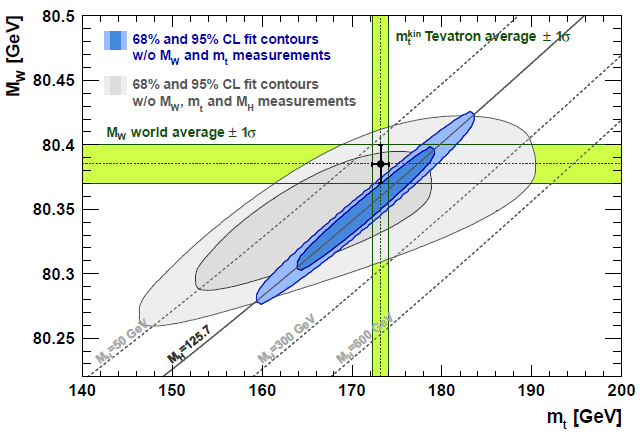 M_W [GeV]
80.5
80.45
80.4
80.35
80.3
80.25
68% and 95% CL fit contours
w/o M_W and m_t measurements
68% and 95% CL fit contours
w/o M_W, m_t and M_H measurements
m_t^kin Tevatron average ± 1σ
M_W world average ± 1σ
M_H=50 GeV
M_H=125.7
M_H=300 GeV
M_H=600 GeV
140 150 160 170 180 190 200
m_t [GeV]